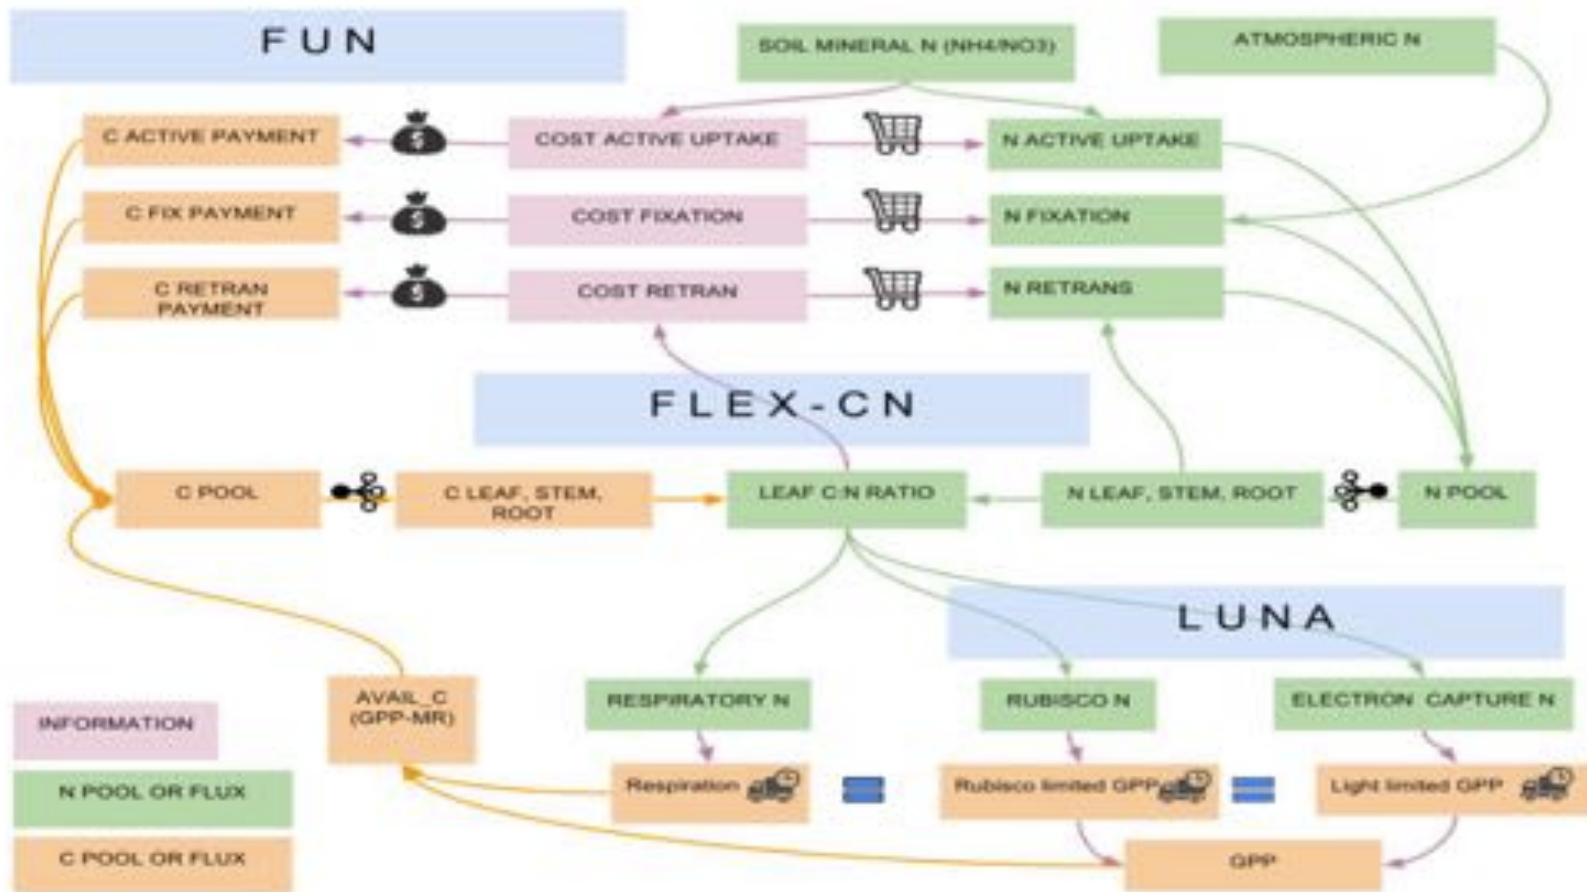 FUN
SOIL MINERAL N (NH4/NO3)
ATMOSPHERIC N
C ACTIVE PAYMENT
$
COST ACTIVE UPTAKE
N ACTIVE UPTAKE
C FIX PAYMENT
$
COST FIXATION
N FIXATION
C RETRAN
PAYMENT
$
COST RETRAN
N RETRANS
FLEX-CN
C POOL
C LEAF, STEM,
ROOT
LEAF C:N RATIO
N LEAF, STEM, ROOT
N POOL
LUNA
AVAIL_C
(GPP-MR)
RESPIRATORY N
RUBISCO N
ELECTRON CAPTURE N
INFORMATION
Respiration
Rubisco limited GPP
Light limited GPP
N POOL OR FLUX
C POOL OR FLUX
GPP